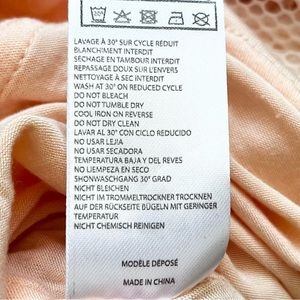 LAVAGE À 30° SUR CYCLE RÉDUIT
BLANCHIMENT INTERDIT
SÉCHAGE EN TAMBOUR INTERDIT
REPASSAGE DOUX SUR L'ENVERS
NETTOYAGE À SEC INTERDIT
WASH AT 30° ON REDUCED CYCLE
DO NOT BLEACH
DO NOT TUMBLE DRY
COOL IRON ON REVERSE
DO NOT DRY CLEAN
LAVAR AL 30° CON CICLO REDUCIDO
NO USAR LEJIA
NO USAR SECADORA
TEMPERATURA BAJA Y DEL REVES
NO LIMPIEZA EN SECO
SHONWASCHGANG 30° GRAD
NICHT BLEICHEN
NICHT IM TROMMELTROCKNER TROCKNEN
AUF DER RÜCKSEITE BÜGELN MIT GERINGER
TEMPERATUR
NICHT CHEMISCH REINIGEN
MODÈLE DÉPOSÉ
MADE IN CHINA